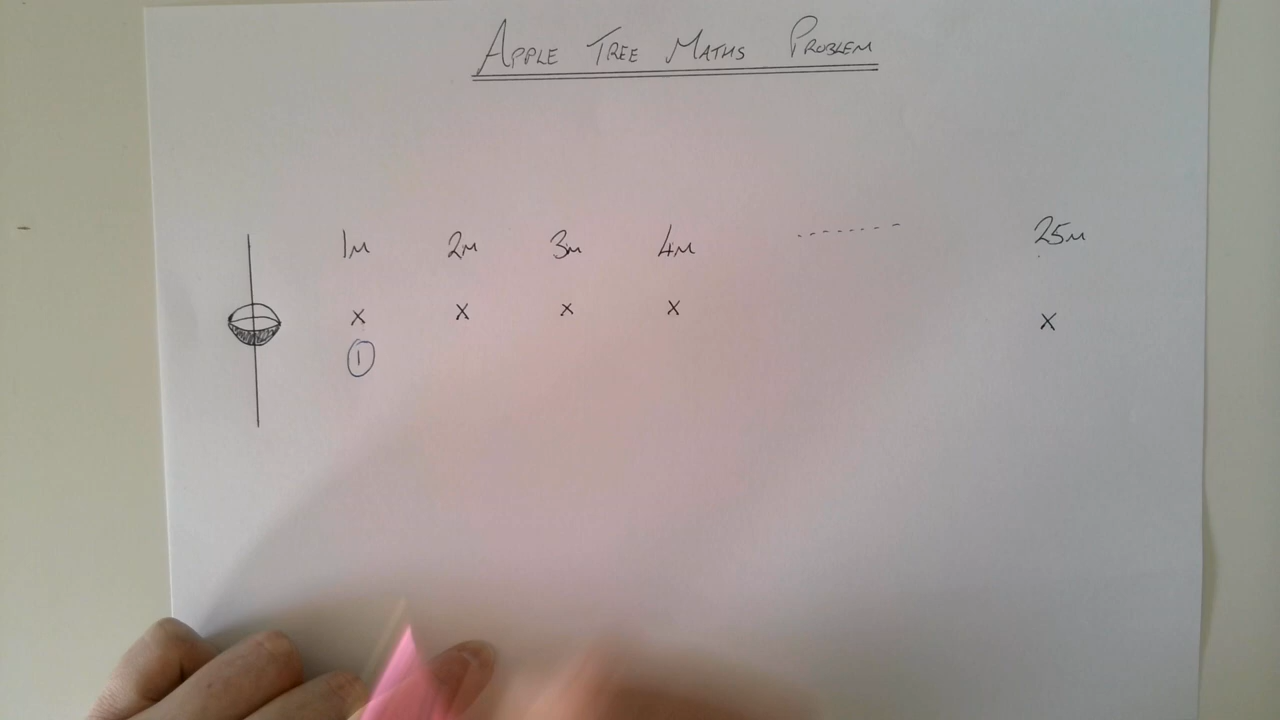 APPLE TREE MATHS PROBLEM
1M 2M 3M 4M - - - - - - - - 25M
X X X X X
1